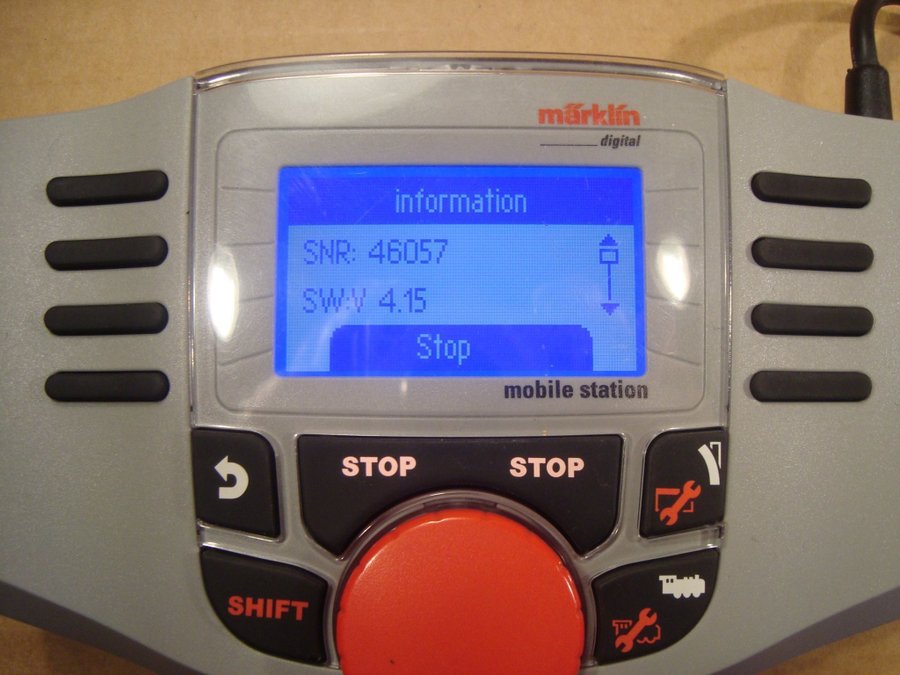 märklin
digital
information
SNR: 46057
SW:V 4.15
Stop
mobile station
STOP STOP
SHIFT